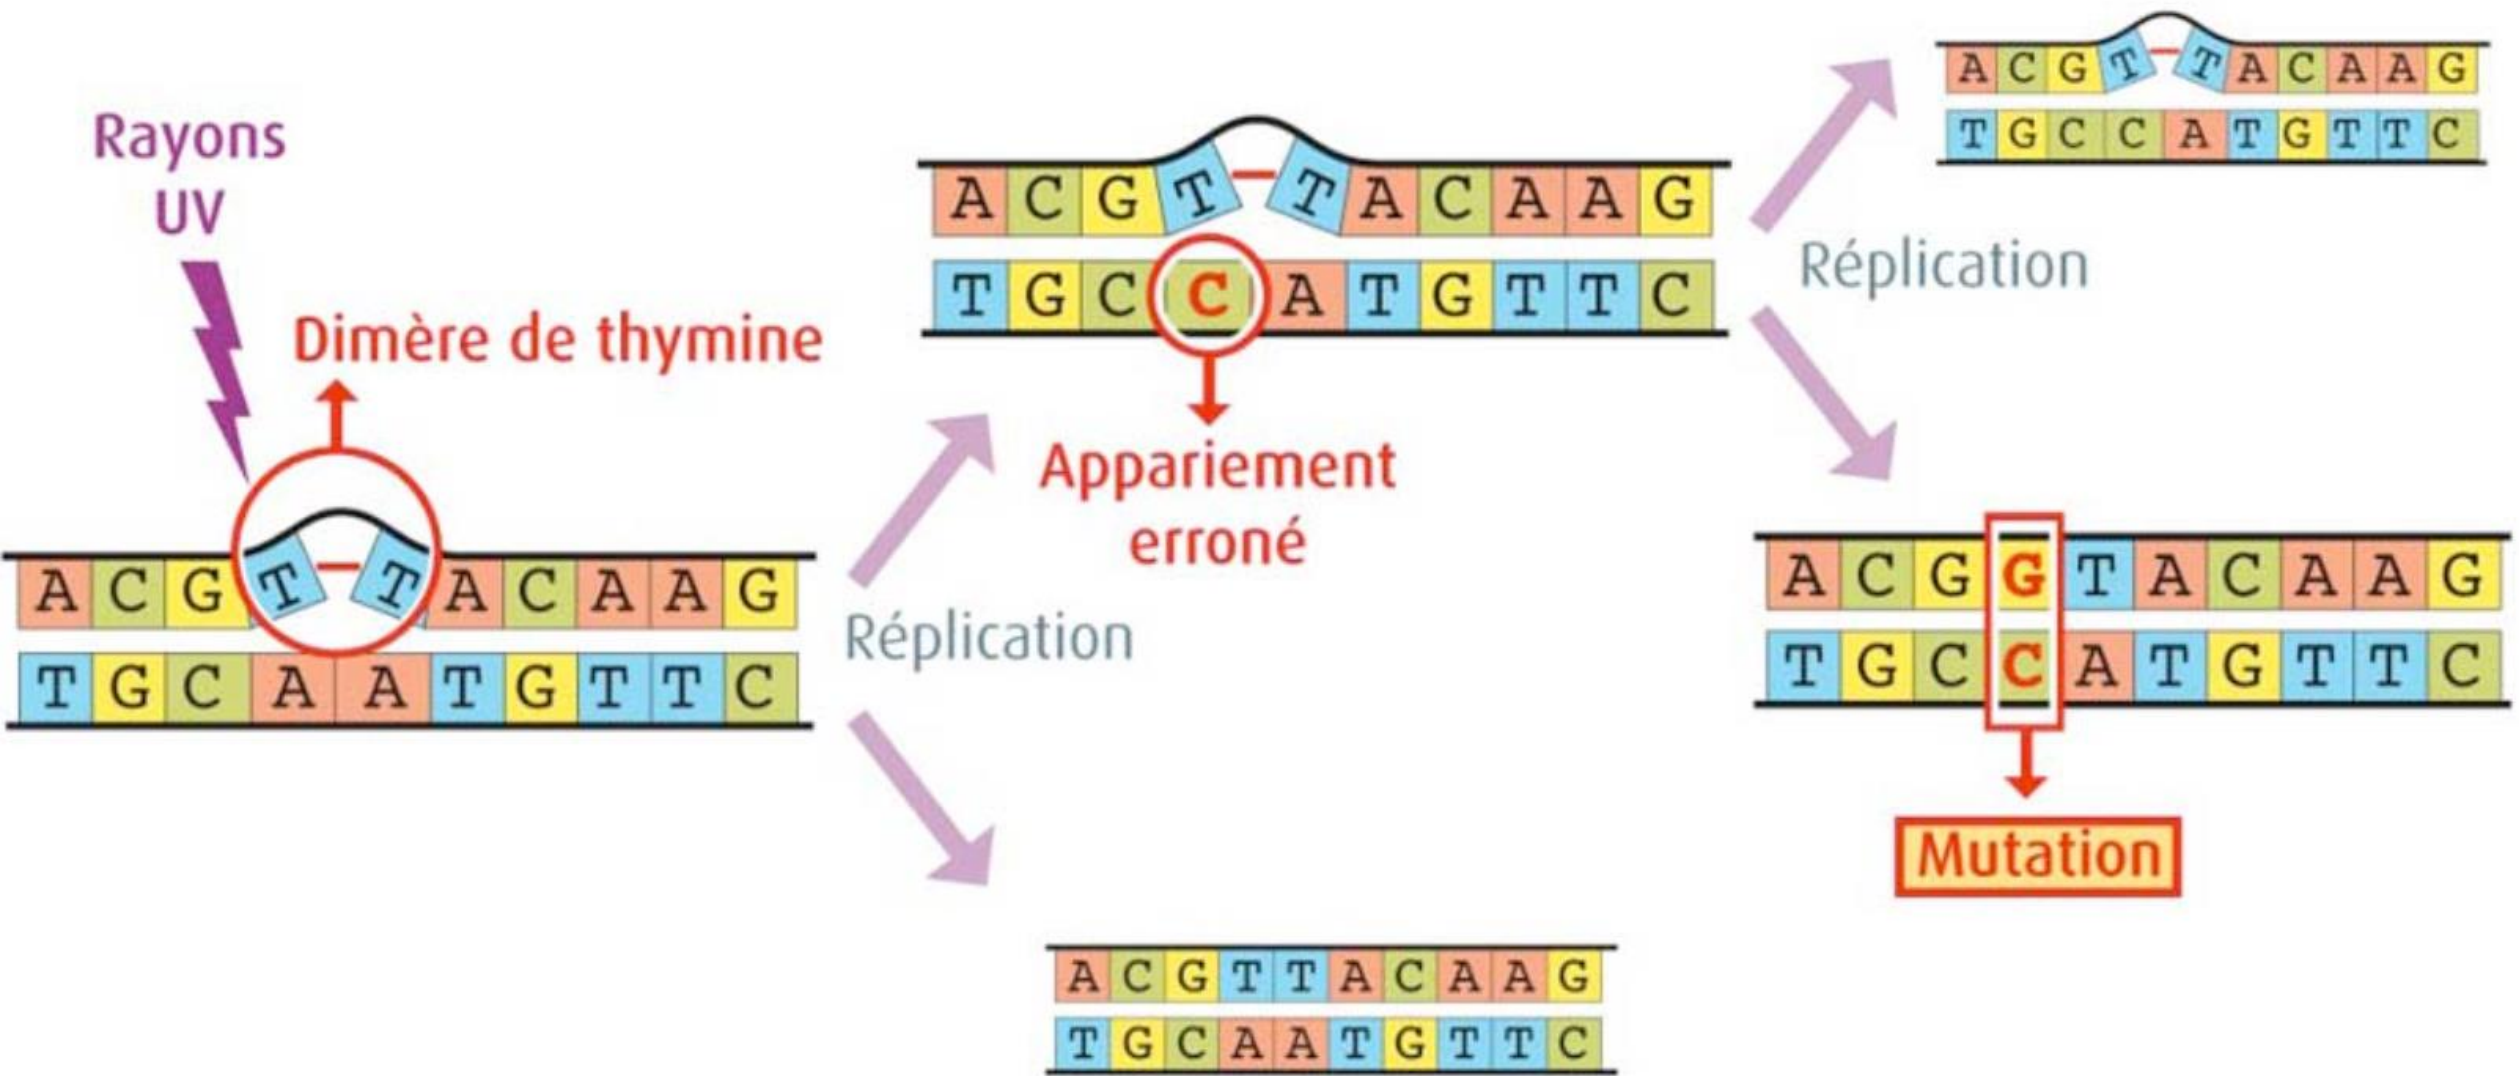 Rayons
UV
Dimère de thymine
A C G T T A C A A G
T G C A A T G T T C
Réplication
A C G T T A C A A G
T G C C A T G T T C
Appariement
erroné
A C G T T A C A A G
T G C A A T G T T C
Réplication
A C G T T A C A A G
T G C C A T G T T C
A C G G T A C A A G
T G C C A T G T T C
Mutation